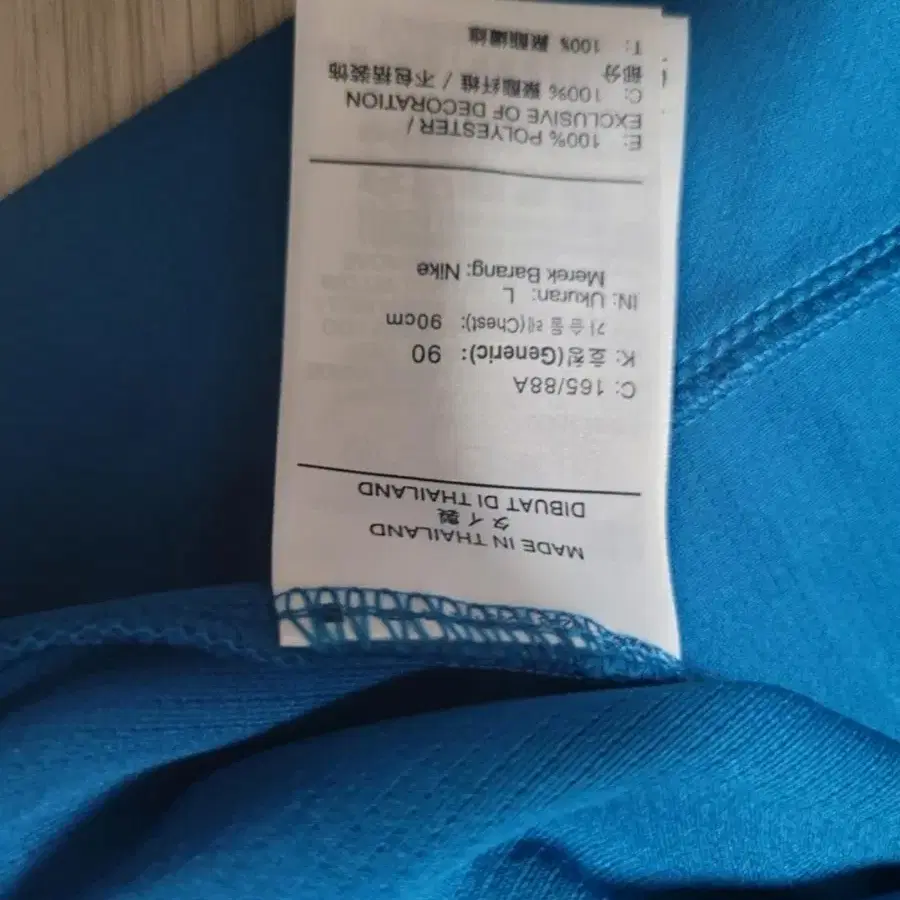 MADE IN THAILAND
タイ製
DIBUAT DI THAILAND
C: 165/88A
K: 호칭(Generic): 90
가슴둘레(Chest): 90cm
IN: Ukuran: L
Merek Barang: Nike
E: 100% POLYESTER /
EXCLUSIVE OF DECORATION
C: 100% 聚酯纤维 / 不包括装饰
部分
T: 100% 聚酯纖維